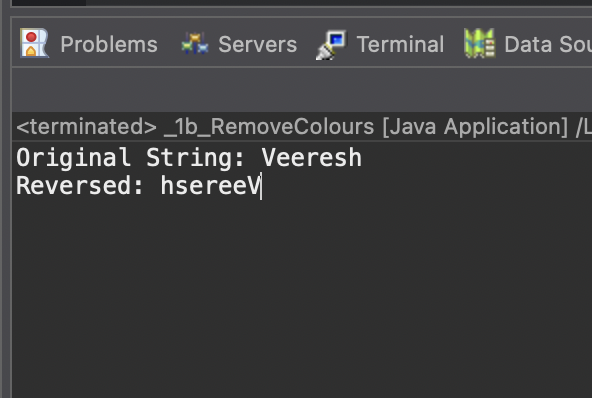 Problems Servers Terminal Data Sou
<terminated> _1b_RemoveColours [Java Application] /L
Original String: Veeresh
Reversed: hsereeV